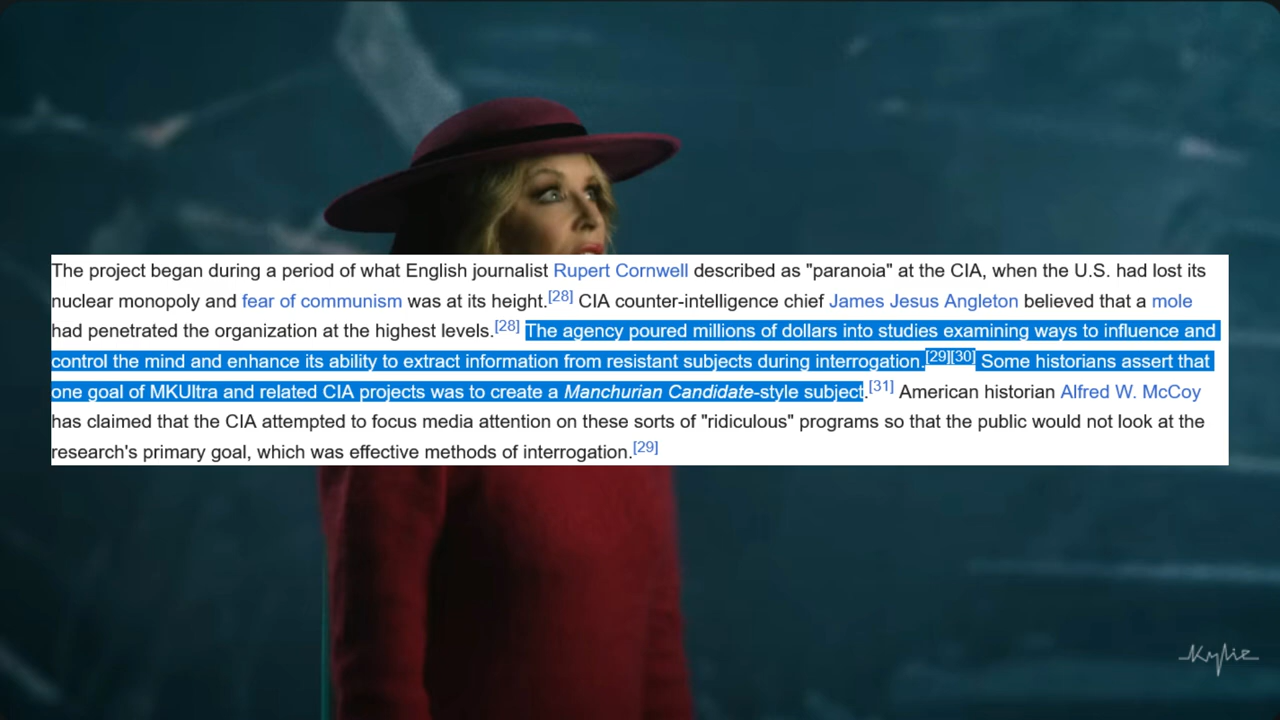 The project began during a period of what English journalist Rupert Cornwell described as "paranoia" at the CIA, when the U.S. had lost its
nuclear monopoly and fear of communism was at its height.[28] CIA counter-intelligence chief James Jesus Angleton believed that a mole
had penetrated the organization at the highest levels.[28] The agency poured millions of dollars into studies examining ways to influence and
control the mind and enhance its ability to extract information from resistant subjects during interrogation.[29][30] Some historians assert that
one goal of MKUltra and related CIA projects was to create a Manchurian Candidate-style subject.[31] American historian Alfred W. McCoy
has claimed that the CIA attempted to focus media attention on these sorts of "ridiculous" programs so that the public would not look at the
research's primary goal, which was effective methods of interrogation.[29]
Kylie